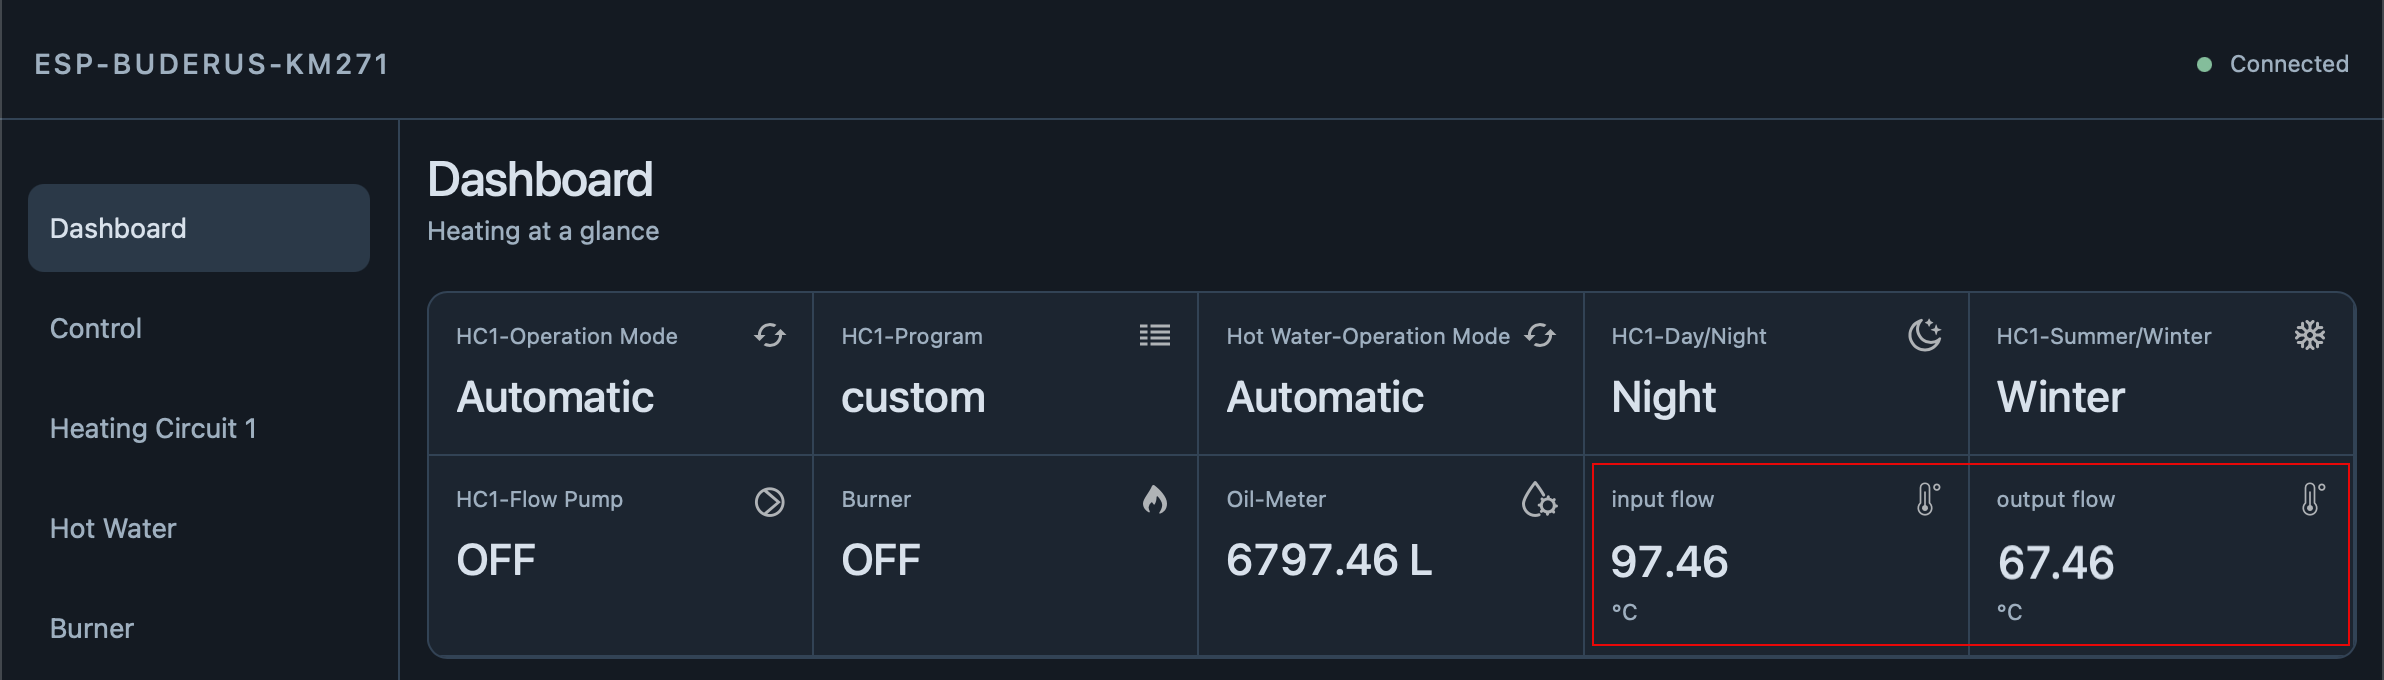 ESP-BUDERUS-KM271
Connected
Dashboard
Control
Heating Circuit 1
Hot Water
Burner
Dashboard
Heating at a glance
HC1-Operation Mode
Automatic
HC1-Program
custom
Hot Water-Operation Mode
Automatic
HC1-Day/Night
Night
HC1-Summer/Winter
Winter
HC1-Flow Pump
OFF
Burner
OFF
Oil-Meter
6797.46 L
input flow
97.46
°C
output flow
67.46
°C